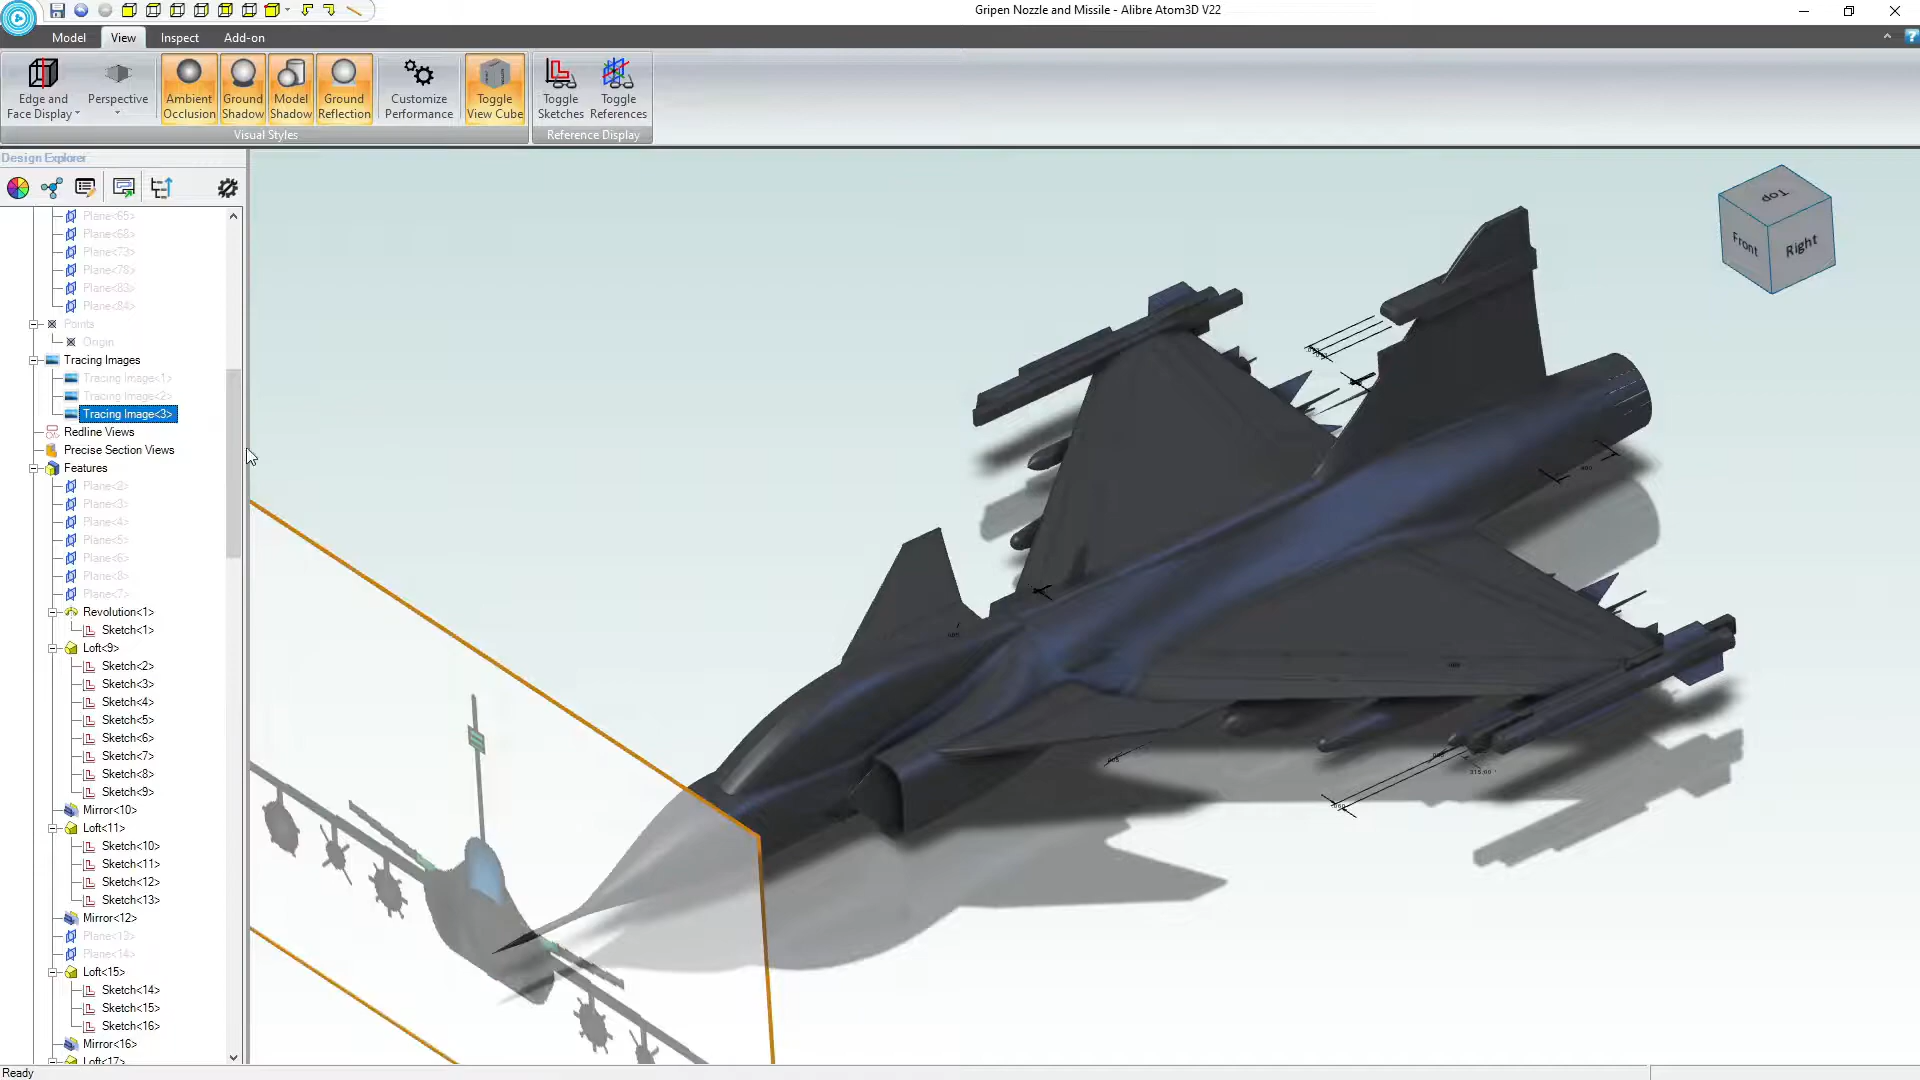 Gripen Nozzle and Missile - Alibre Atom3D V22
Model
View
Inspect
Add-on
Edge and
Face Display
Perspective
Ambient
Occlusion
Ground
Shadow
Model
Shadow
Ground
Reflection
Customize
Performance
Toggle
View Cube
Toggle
Sketches
Toggle
References
Visual Styles
Reference Display
Design Explorer
Plane<65>
Plane<68>
Plane<73>
Plane<78>
Plane<83>
Plane<84>
Points
Origin
Tracing Images
Tracing Image<1>
Tracing Image<2>
Tracing Image<3>
Redline Views
Precise Section Views
Features
Plane<2>
Plane<3>
Plane<4>
Plane<5>
Plane<6>
Plane<8>
Plane<7>
Revolution<1>
Sketch<1>
Loft<9>
Sketch<2>
Sketch<3>
Sketch<4>
Sketch<5>
Sketch<6>
Sketch<7>
Sketch<8>
Sketch<9>
Mirror<10>
Loft<11>
Sketch<10>
Sketch<11>
Sketch<12>
Sketch<13>
Mirror<12>
Plane<13>
Plane<14>
Loft<15>
Sketch<14>
Sketch<15>
Sketch<16>
Mirror<16>
Loft<17>
Top
Front
Right
315.00
Ready